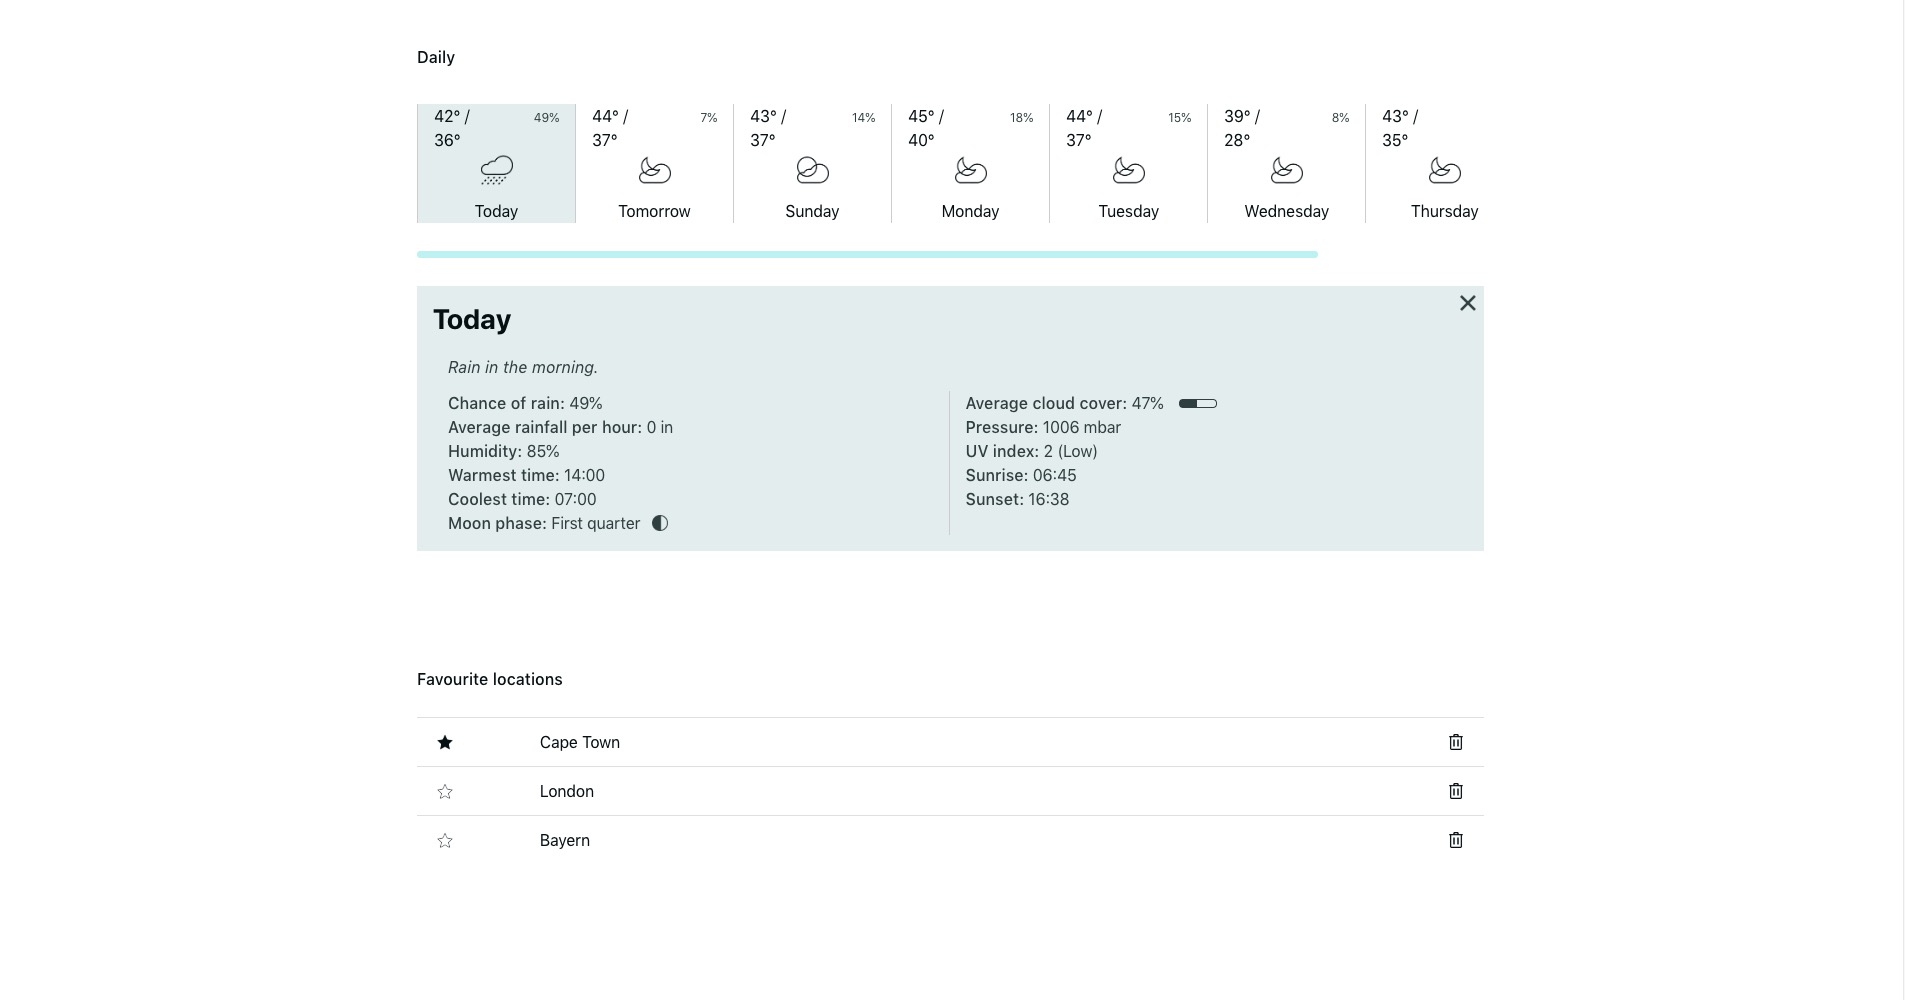 Daily
42° / 36° 49% Today
44° / 37° 7% Tomorrow
43° / 37° 14% Sunday
45° / 40° 18% Monday
44° / 37° 15% Tuesday
39° / 28° 8% Wednesday
43° / 35° Thursday
Today
Rain in the morning.
Chance of rain: 49%
Average rainfall per hour: 0 in
Humidity: 85%
Warmest time: 14:00
Coolest time: 07:00
Moon phase: First quarter
Average cloud cover: 47%
Pressure: 1006 mbar
UV index: 2 (Low)
Sunrise: 06:45
Sunset: 16:38
Favourite locations
Cape Town
London
Bayern